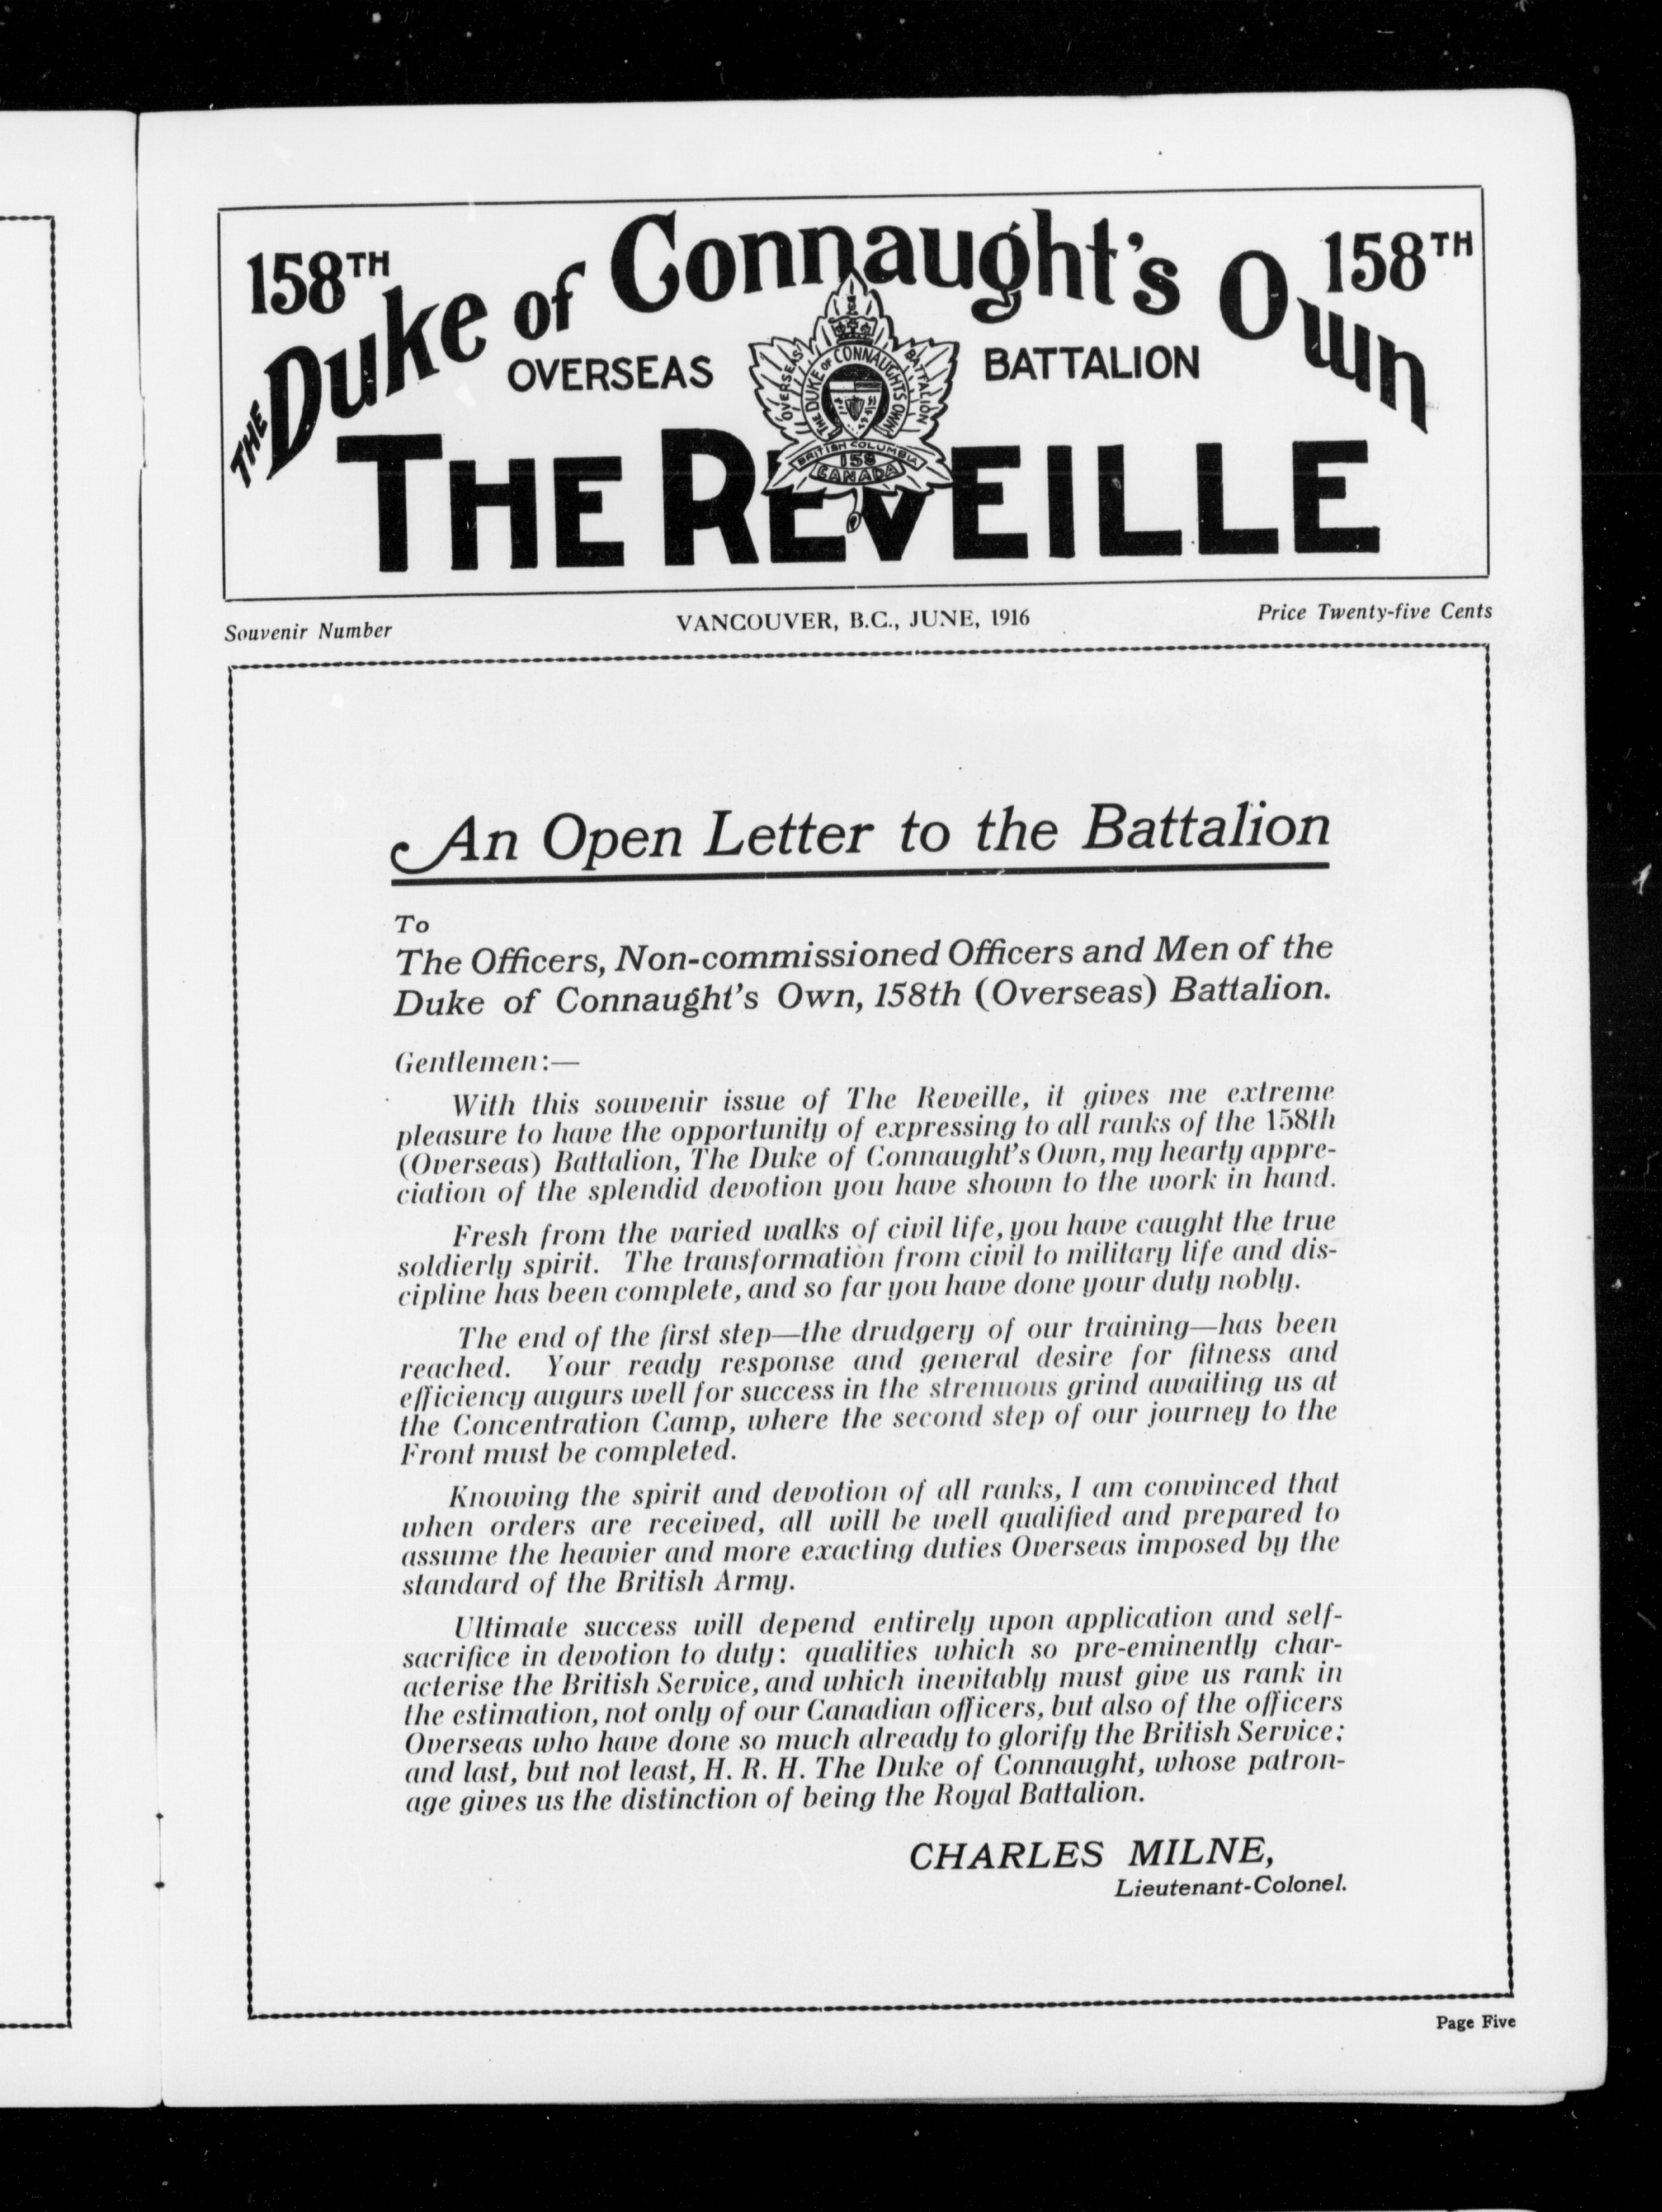 158TH
158TH
THE Duke of Connaught's Own
OVERSEAS BATTALION
OVERSEAS BATTALION
THE DUKE OF CONNAUGHT'S OWN
BRITISH COLUMBIA
158
CANADA
THE REVEILLE
Souvenir Number VANCOUVER, B.C., JUNE, 1916 Price Twenty-five Cents
An Open Letter to the Battalion
To
The Officers, Non-commissioned Officers and Men of the
Duke of Connaught's Own, 158th (Overseas) Battalion.
Gentlemen:—
With this souvenir issue of The Reveille, it gives me extreme
pleasure to have the opportunity of expressing to all ranks of the 158th
(Overseas) Battalion, The Duke of Connaught's Own, my hearty appre-
ciation of the splendid devotion you have shown to the work in hand.
Fresh from the varied walks of civil life, you have caught the true
soldierly spirit. The transformation from civil to military life and dis-
cipline has been complete, and so far you have done your duty nobly.
The end of the first step—the drudgery of our training—has been
reached. Your ready response and general desire for fitness and
efficiency augurs well for success in the strenuous grind awaiting us at
the Concentration Camp, where the second step of our journey to the
Front must be completed.
Knowing the spirit and devotion of all ranks, I am convinced that
when orders are received, all will be well qualified and prepared to
assume the heavier and more exacting duties Overseas imposed by the
standard of the British Army.
Ultimate success will depend entirely upon application and self-
sacrifice in devotion to duty: qualities which so pre-eminently char-
acterise the British Service, and which inevitably must give us rank in
the estimation, not only of our Canadian officers, but also of the officers
Overseas who have done so much already to glorify the British Service;
and last, but not least, H. R. H. The Duke of Connaught, whose patron-
age gives us the distinction of being the Royal Battalion.
CHARLES MILNE,
Lieutenant-Colonel.
Page Five